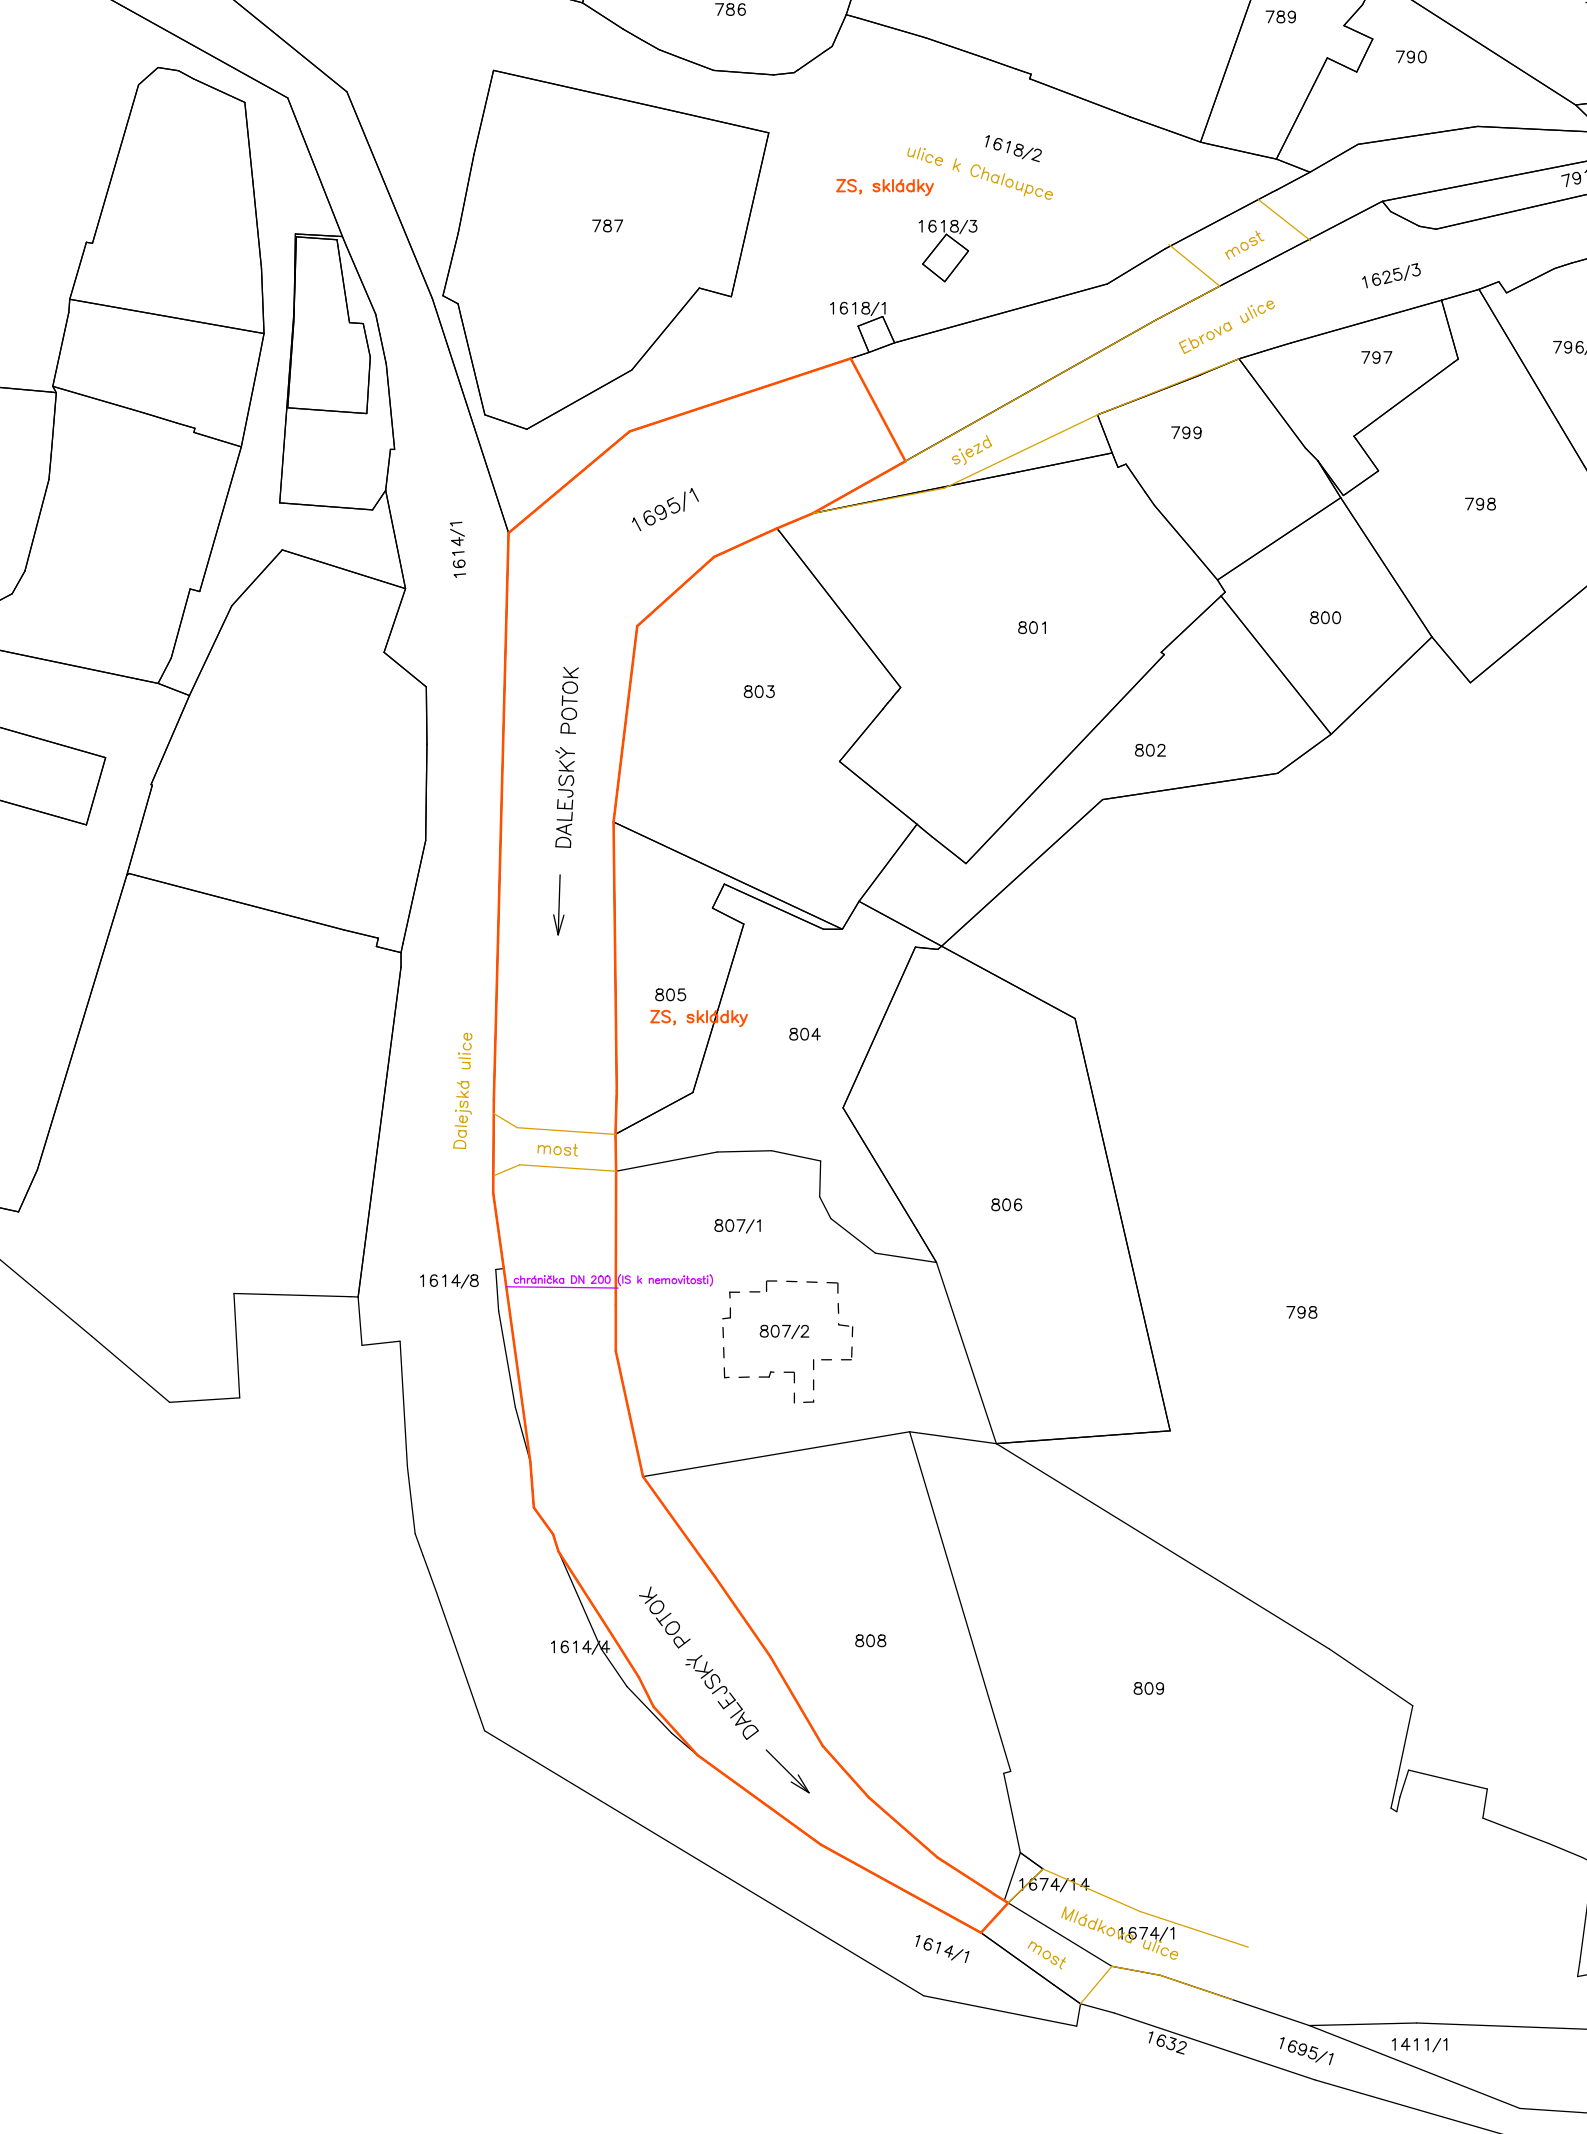 786
789
790
1618/2
ulice k Chaloupce
ZS, skládky
791
787
1618/3
most
1625/3
1618/1
Ebrova ulice
797
796/
799
sjezd
798
1695/1
1614/1
801
800
803
DALEJSKÝ POTOK
802
805
ZS, skládky
804
Dalejská ulice
most
806
807/1
1614/8
chránička DN 200 (IS k nemovitosti)
798
807/2
DALEJSKÝ POTOK
1614/4
808
809
1674/14
Mládkova ulice
1674/1
1614/1
most
1632
1695/1
1411/1